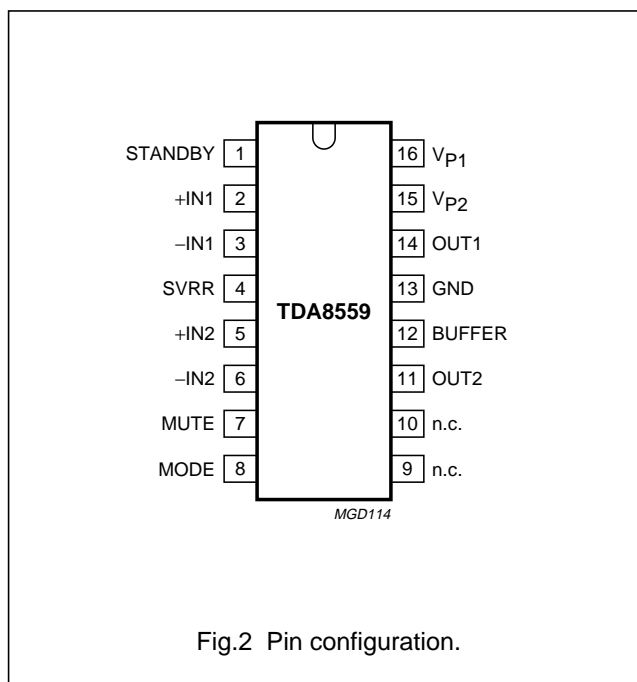 STANDBY 1 16 VP1
+IN1 2 15 VP2
−IN1 3 14 OUT1
SVRR 4 13 GND
TDA8559
+IN2 5 12 BUFFER
−IN2 6 11 OUT2
MUTE 7 10 n.c.
MODE 8 9 n.c.
MGD114
Fig.2 Pin configuration.